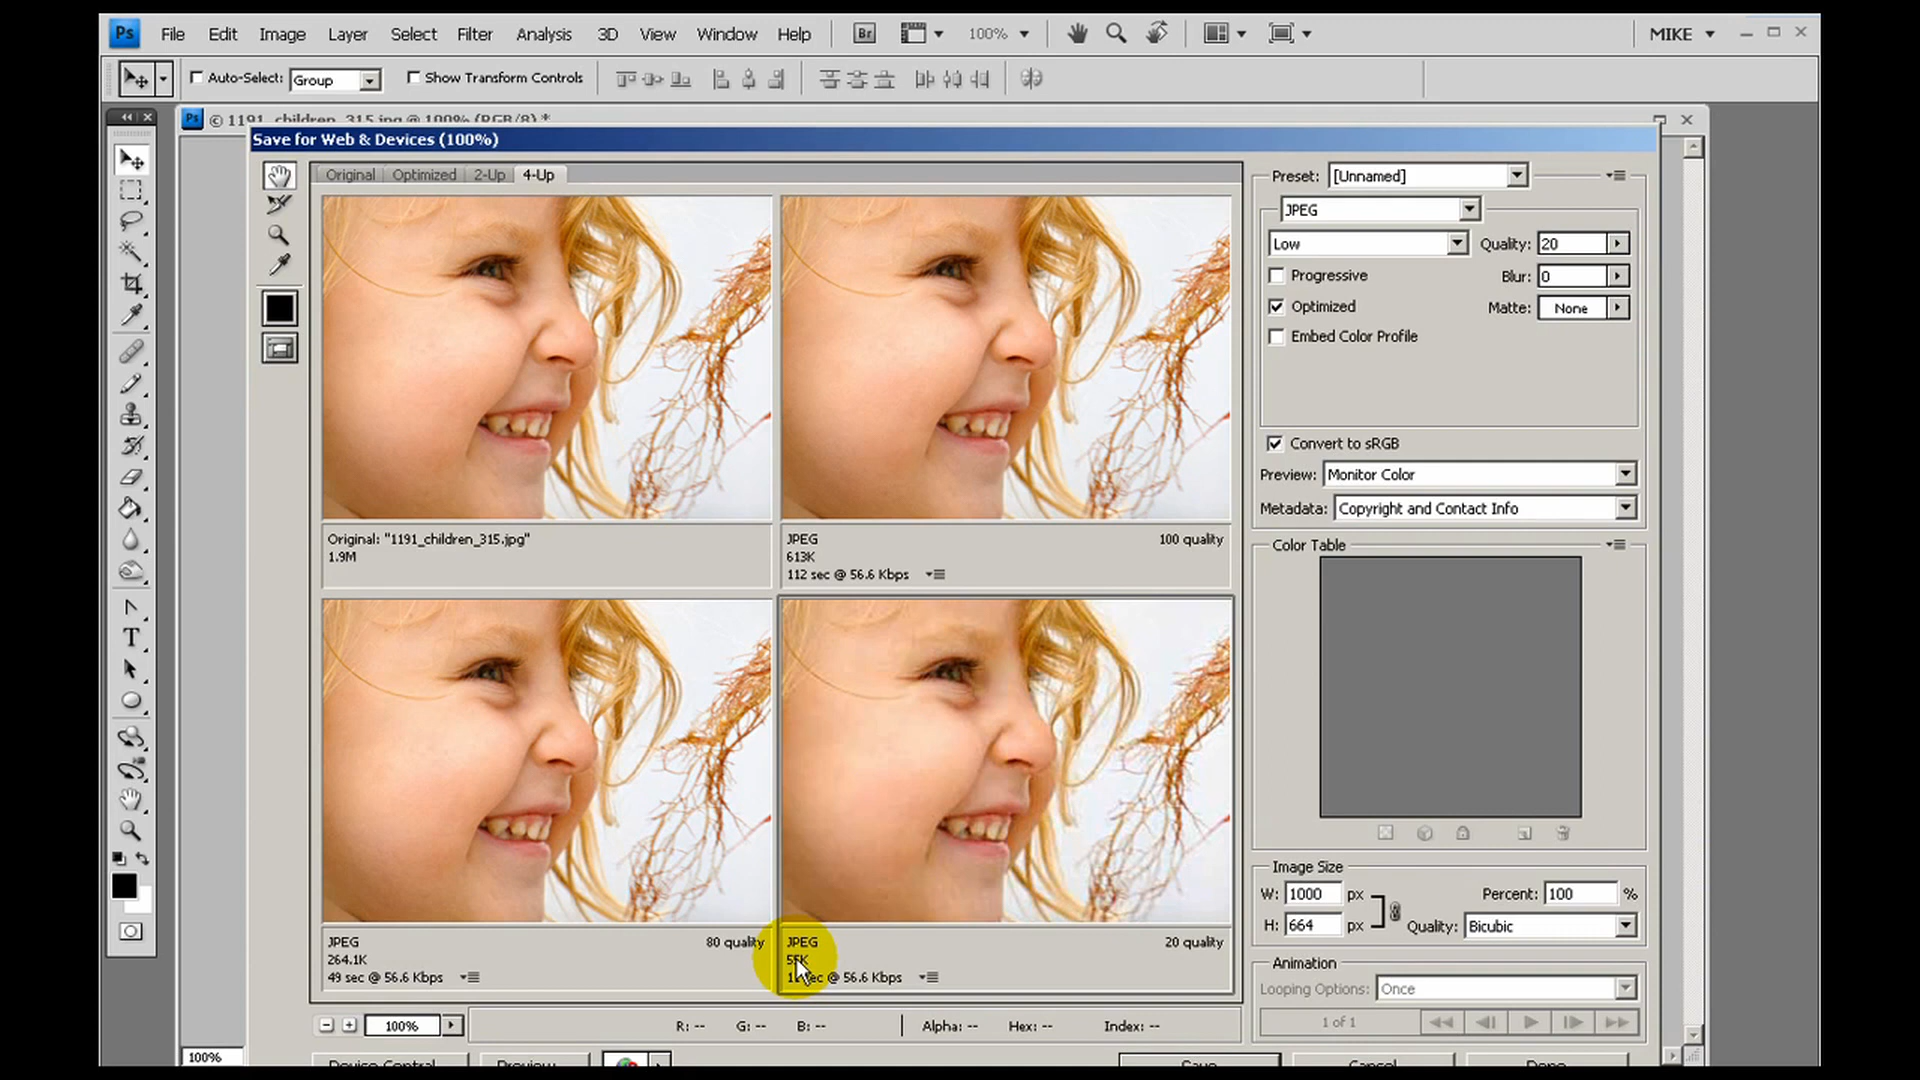 Ps File Edit Image Layer Select Filter Analysis 3D View Window Help Br 100% MIKE
Auto-Select: Group Show Transform Controls
Ps © 1191_children_315.jpg @ 100% (RGB/8) *
Save for Web & Devices (100%)
Original Optimized 2-Up 4-Up
Preset: [Unnamed]
JPEG
Low Quality: 20
Progressive Blur: 0
Optimized Matte: None
Embed Color Profile
Convert to sRGB
Preview: Monitor Color
Metadata: Copyright and Contact Info
Original: "1191_children_315.jpg"
1.9M
JPEG 100 quality
613K
112 sec @ 56.6 Kbps
Color Table
T
Image Size
W: 1000 px Percent: 100 %
H: 664 px Quality: Bicubic
JPEG 80 quality
264.1K
49 sec @ 56.6 Kbps
JPEG 20 quality
@ 56.6 Kbps
Animation
Looping Options: Once
1 of 1
100% R: -- G: -- B: -- Alpha: -- Hex: -- Index: --
100% Device Central... Preview... Save Cancel Done